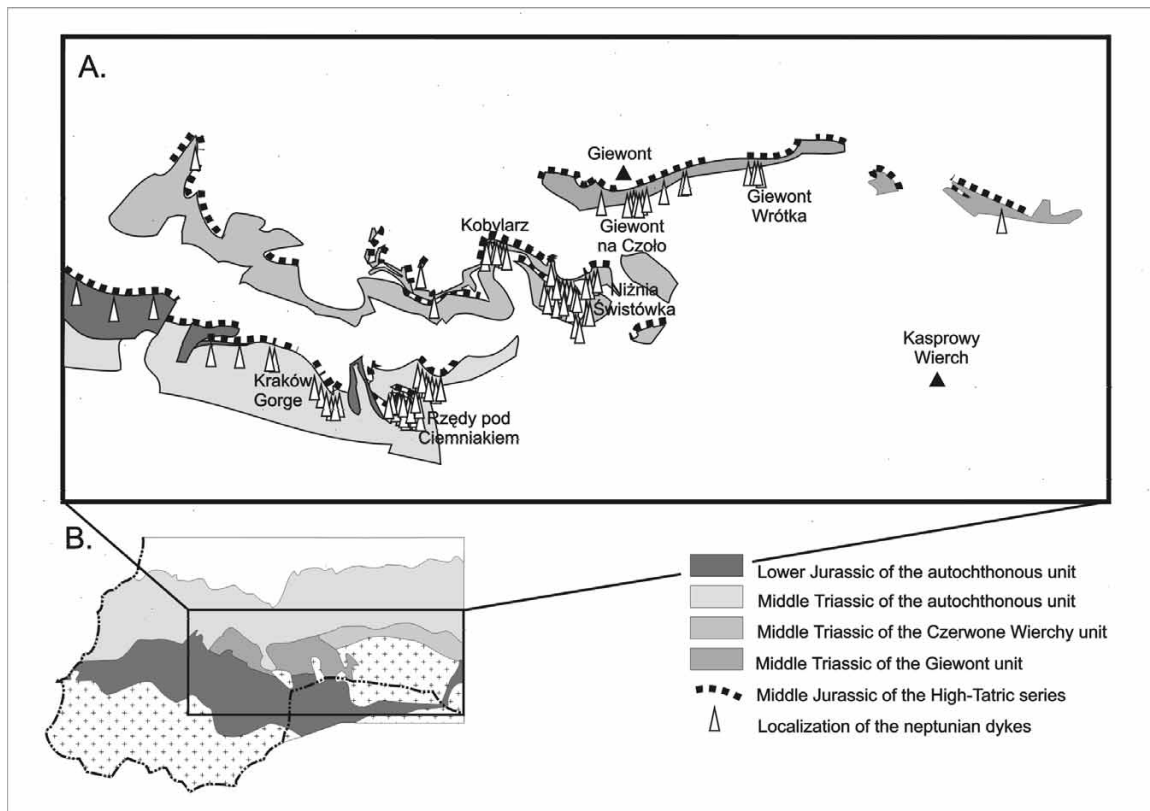 A.
Giewont
Giewont
Wrótka
Kobylarz
Giewont
na Czoło
Niżnia
Świstówka
Kasprowy
Wierch
Kraków
Gorge
Rzędy pod
Ciemniakiem
B.
Lower Jurassic of the autochthonous unit
Middle Triassic of the autochthonous unit
Middle Triassic of the Czerwone Wierchy unit
Middle Triassic of the Giewont unit
Middle Jurassic of the High-Tatric series
Localization of the neptunian dykes